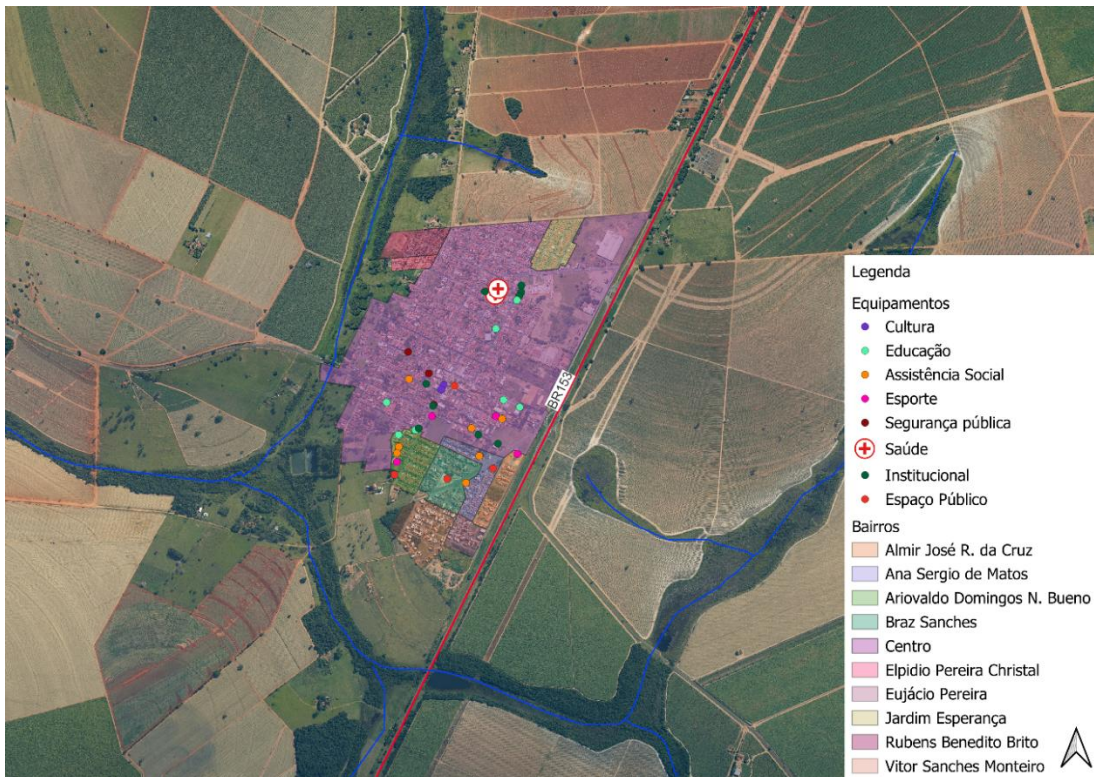 BR153
Legenda
Equipamentos
Cultura
Educação
Assistência Social
Esporte
Segurança pública
Saúde
Institucional
Espaço Público
Bairros
Almir José R. da Cruz
Ana Sergio de Matos
Ariovaldo Domingos N. Bueno
Braz Sanches
Centro
Elpidio Pereira Christal
Eujácio Pereira
Jardim Esperança
Rubens Benedito Brito
Vitor Sanches Monteiro